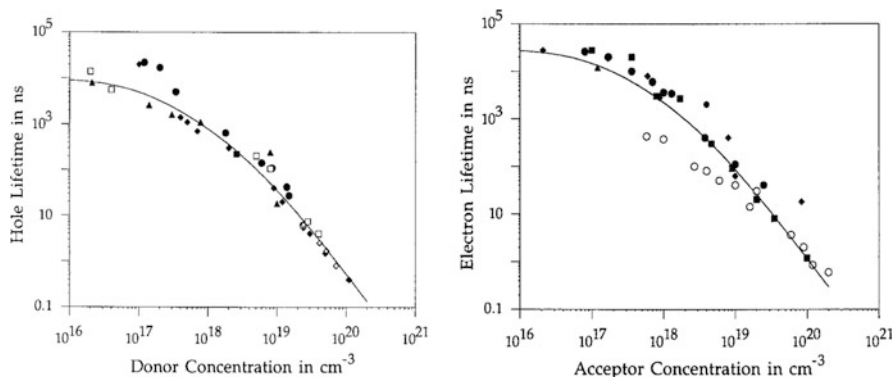 10^5
10^3
10
0.1
Hole Lifetime in ns
10^16 10^17 10^18 10^19 10^20 10^21
Donor Concentration in cm^-3
10^5
10^3
10
0.1
Electron Lifetime in ns
10^16 10^17 10^18 10^19 10^20 10^21
Acceptor Concentration in cm^-3